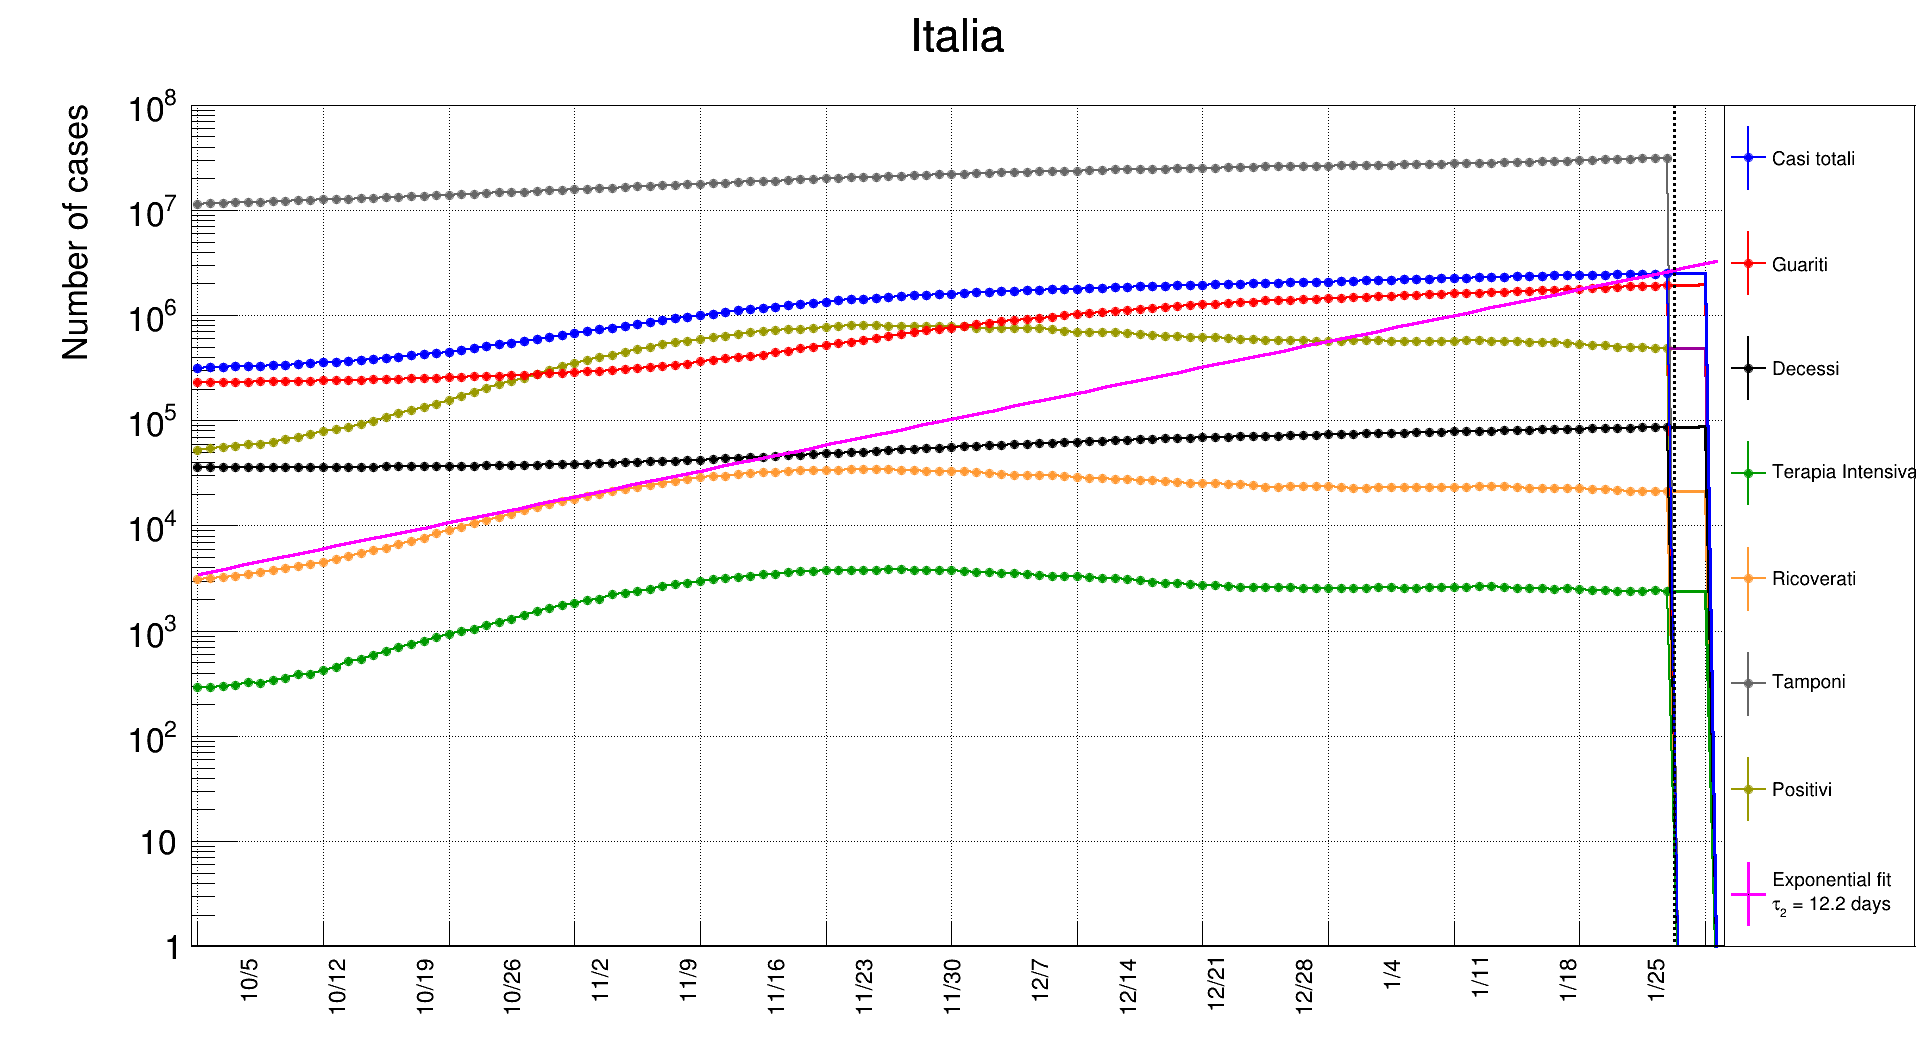 Italia
Number of cases
10^8
10^7
10^6
10^5
10^4
10^3
10^2
10
1
10/5
10/12
10/19
10/26
11/2
11/9
11/16
11/23
11/30
12/7
12/14
12/21
12/28
1/4
1/11
1/18
1/25
Casi totali
Guariti
Decessi
Terapia Intensiva
Ricoverati
Tamponi
Positivi
Exponential fit
τ_2 = 12.2 days